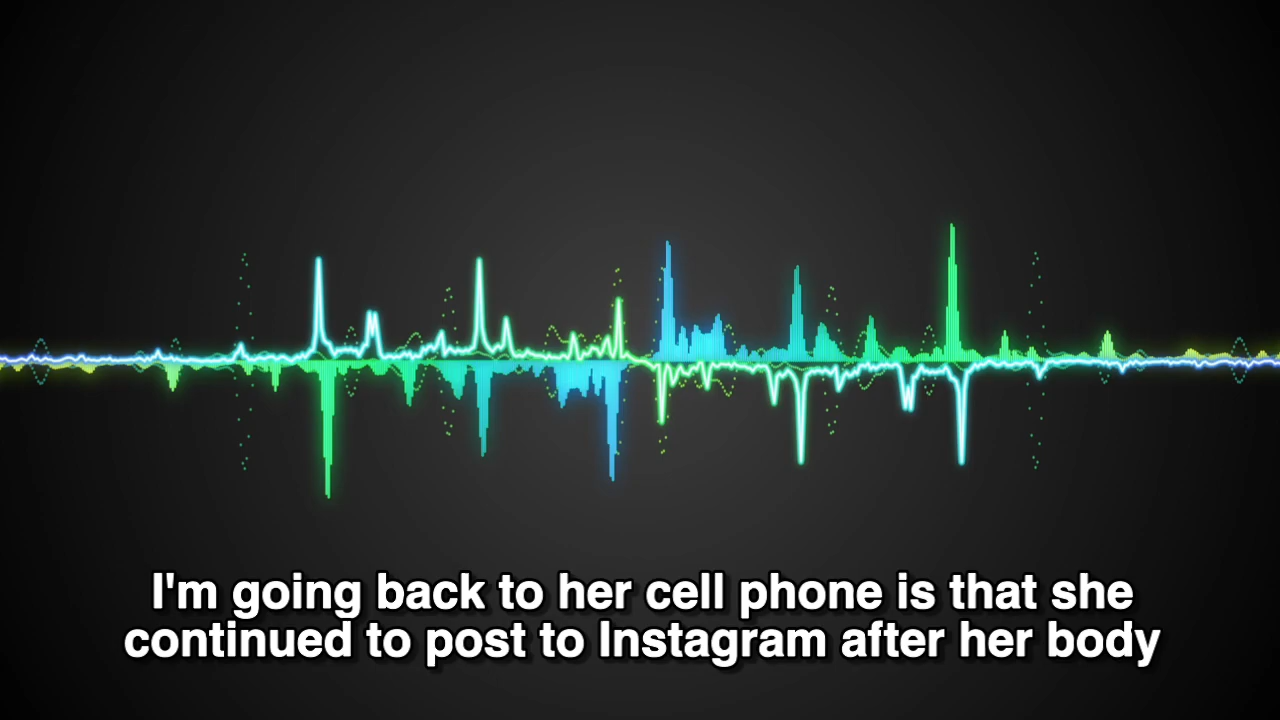 I'm going back to her cell phone is that she
continued to post to Instagram after her body